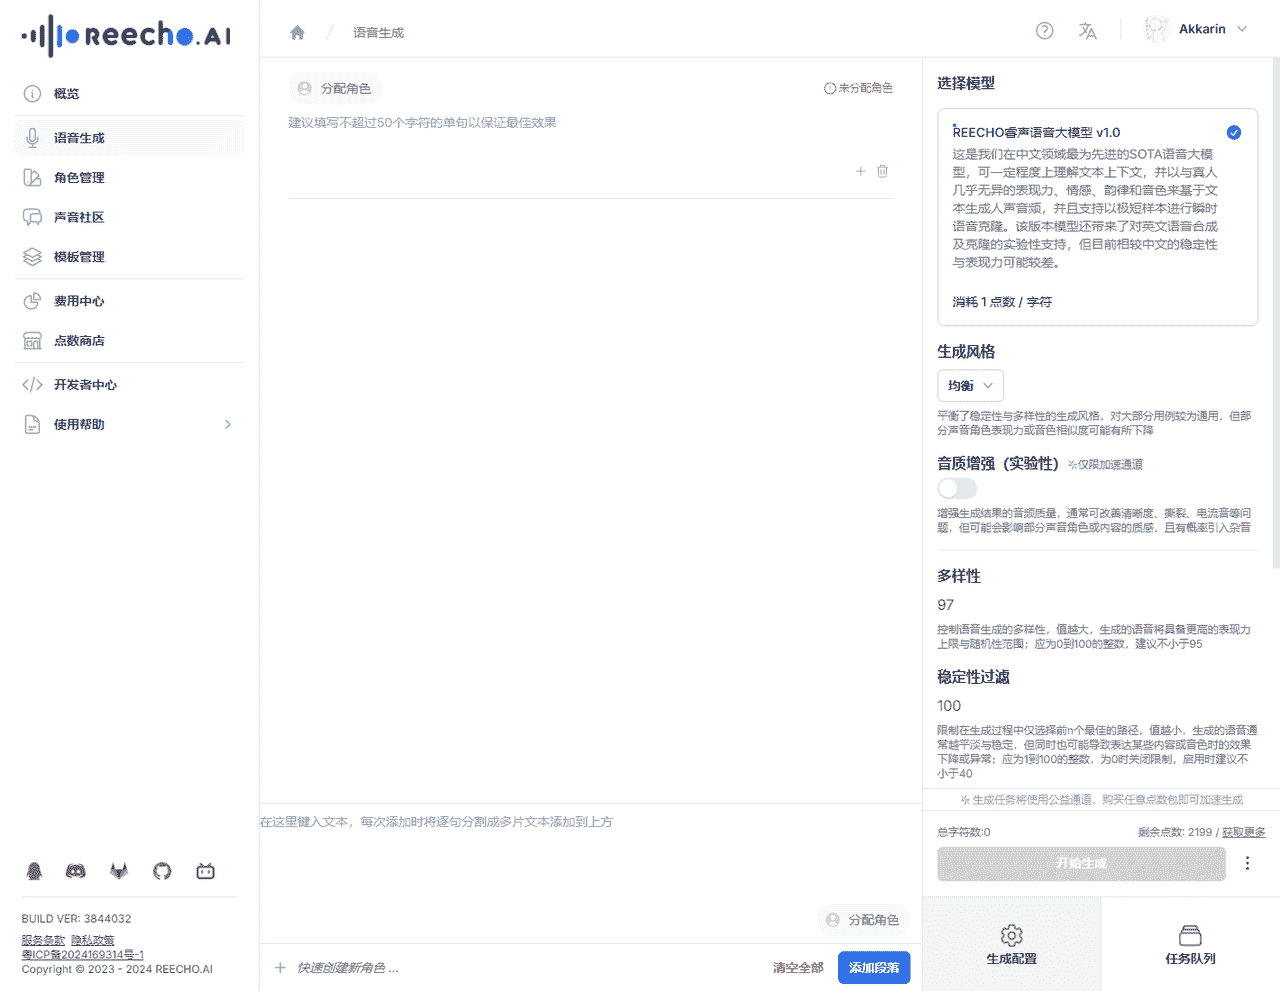 REECHO.AI
语音生成
Akkarin
概览
语音生成
角色管理
声音社区
模板管理
费用中心
点数商店
开发者中心
使用帮助
BUILD VER: 3844032
服务条款 隐私政策
粤ICP备2024169314号-1
Copyright © 2023 - 2024 REECHO.AI
分配角色
未分配角色
建议填写不超过50个字符的单句以保证最佳效果
在这里键入文本，每次添加时将逐句分割成多片文本添加到上方
分配角色
快速创建新角色 ...
清空全部
添加段落
选择模型
REECHO睿声语音大模型 v1.0
这是我们在中文领域最为先进的SOTA语音大模
型，可一定程度上理解文本上下文，并以与真人
几乎无异的表现力、情感、韵律和音色来基于文
本生成人声音频，并且支持以极短样本进行瞬时
语音克隆。该版本模型还带来了对英文语音合成
及克隆的实验性支持，但目前相较中文的稳定性
与表现力可能较差。
消耗 1 点数 / 字符
生成风格
均衡
平衡了稳定性与多样性的生成风格，对大部分用例较为通用，但部
分声音角色表现力或音色相似度可能有所下降
音质增强（实验性） 仅限加速通道
增强生成结果的音频质量，通常可改善清晰度、撕裂、电流音等问
题，但可能会影响部分声音角色或内容的质感，且有概率引入杂音
多样性
97
控制语音生成的多样性，值越大，生成的语音将具备更高的表现力
上限与随机性范围；应为0到100的整数，建议不小于95
稳定性过滤
100
限制在生成过程中仅选择前n个最佳的路径，值越小，生成的语音通
常越平淡与稳定，但同时也可能导致表达某些内容或音色时的效果
下降或异常；应为1到100的整数，为0时关闭限制，启用时建议不
小于40
生成任务将使用公益通道，购买任意点数包即可加速生成
总字符数:0
剩余点数: 2199 / 获取更多
开始生成
生成配置
任务队列